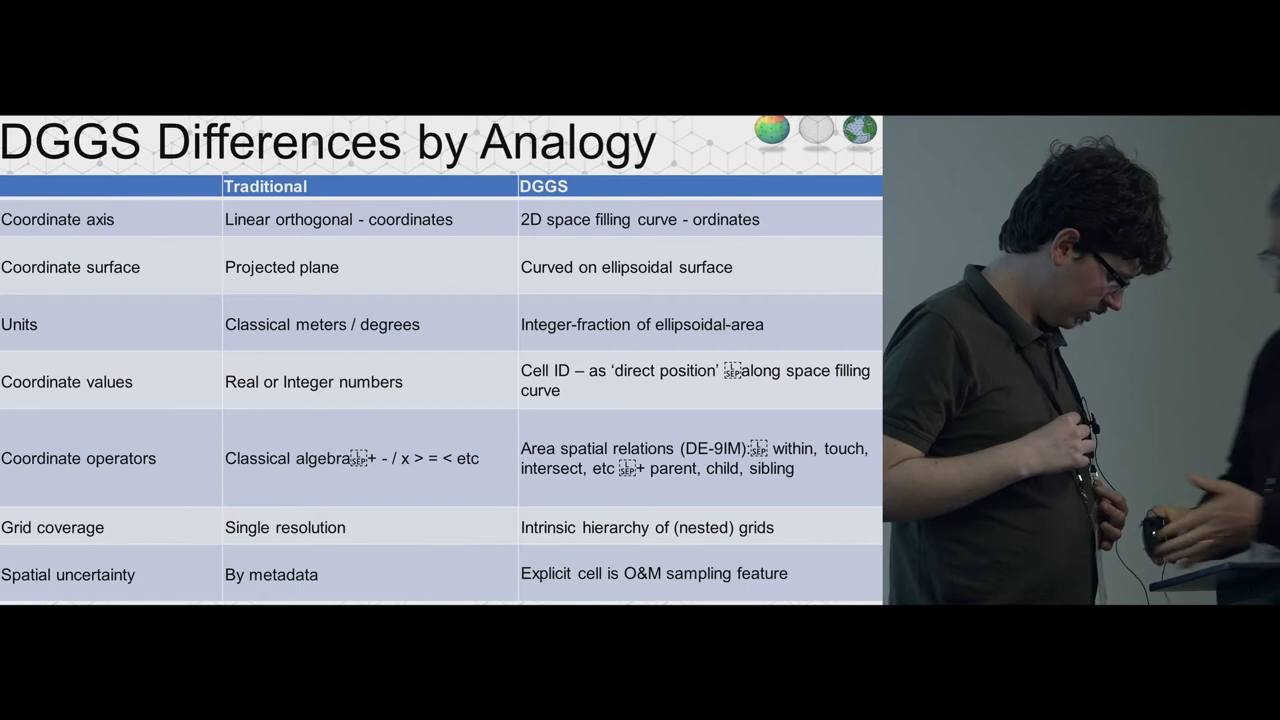 DGGS Differences by Analogy
Traditional DGGS
Coordinate axis Linear orthogonal - coordinates 2D space filling curve - ordinates
Coordinate surface Projected plane Curved on ellipsoidal surface
Units Classical meters / degrees Integer-fraction of ellipsoidal-area
Coordinate values Real or Integer numbers Cell ID – as ‘direct position’ L SEP along space filling
curve
Coordinate operators Classical algebra L SEP + - / x > = < etc Area spatial relations (DE-9IM): L SEP within, touch,
intersect, etc L SEP + parent, child, sibling
Grid coverage Single resolution Intrinsic hierarchy of (nested) grids
Spatial uncertainty By metadata Explicit cell is O&M sampling feature